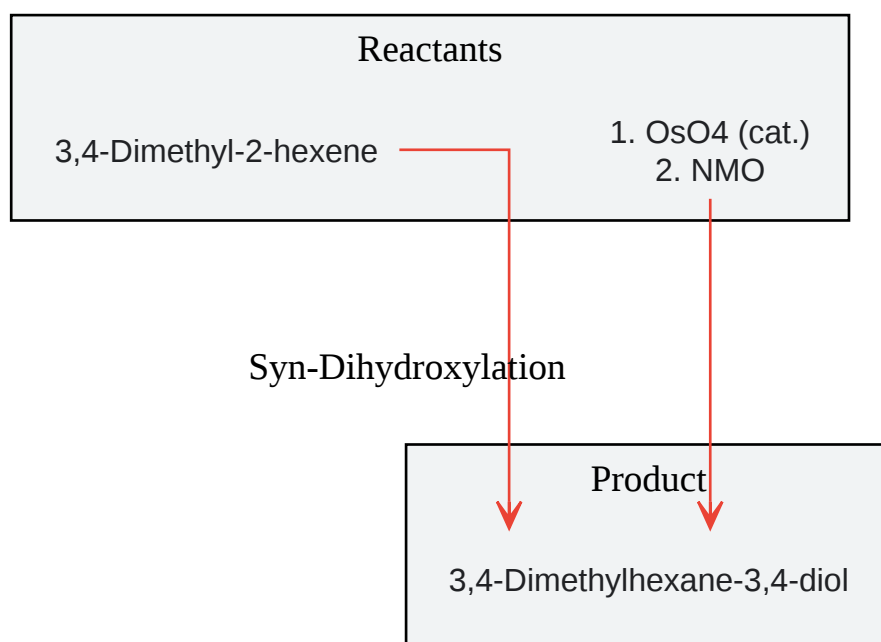 Reactants
3,4-Dimethyl-2-hexene
1. OsO4 (cat.)
2. NMO
Syn-Dihydroxylation
Product
3,4-Dimethylhexane-3,4-diol